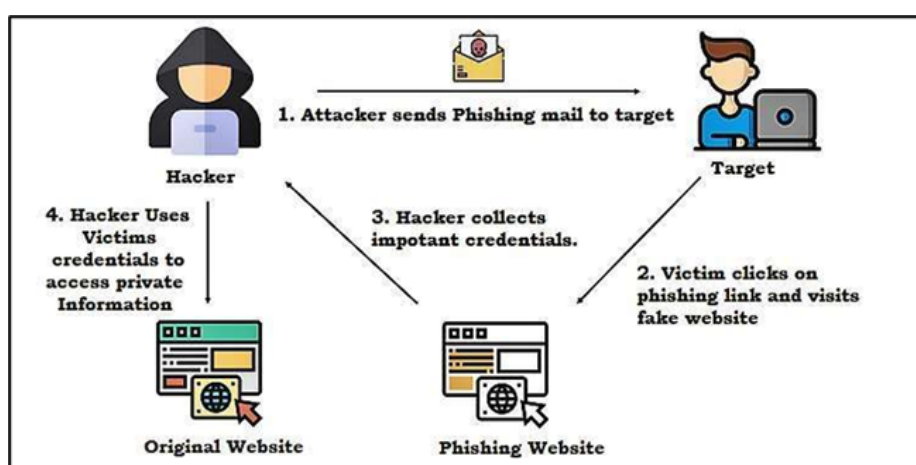 1. Attacker sends Phishing mail to target
Hacker
Target
4. Hacker Uses
Victims
credentials to
access private
Information
3. Hacker collects
impotant credentials.
2. Victim clicks on
phishing link and visits
fake website
Original Website
Phishing Website